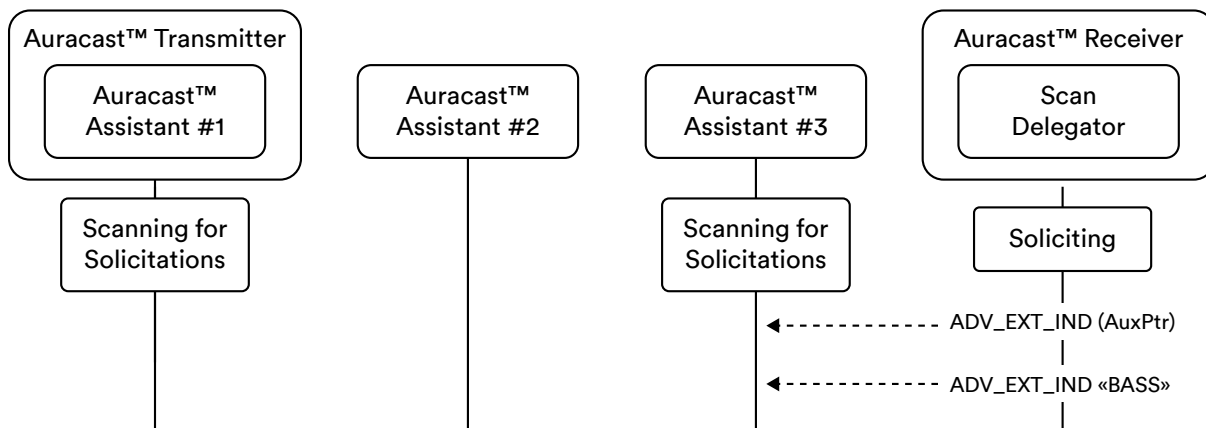 Auracast™ Transmitter
Auracast™
Assistant #1
Auracast™
Assistant #2
Auracast™
Assistant #3
Auracast™ Receiver
Scan
Delegator
Scanning for
Solicitations
Scanning for
Solicitations
Soliciting
ADV_EXT_IND (AuxPtr)
ADV_EXT_IND «BASS»